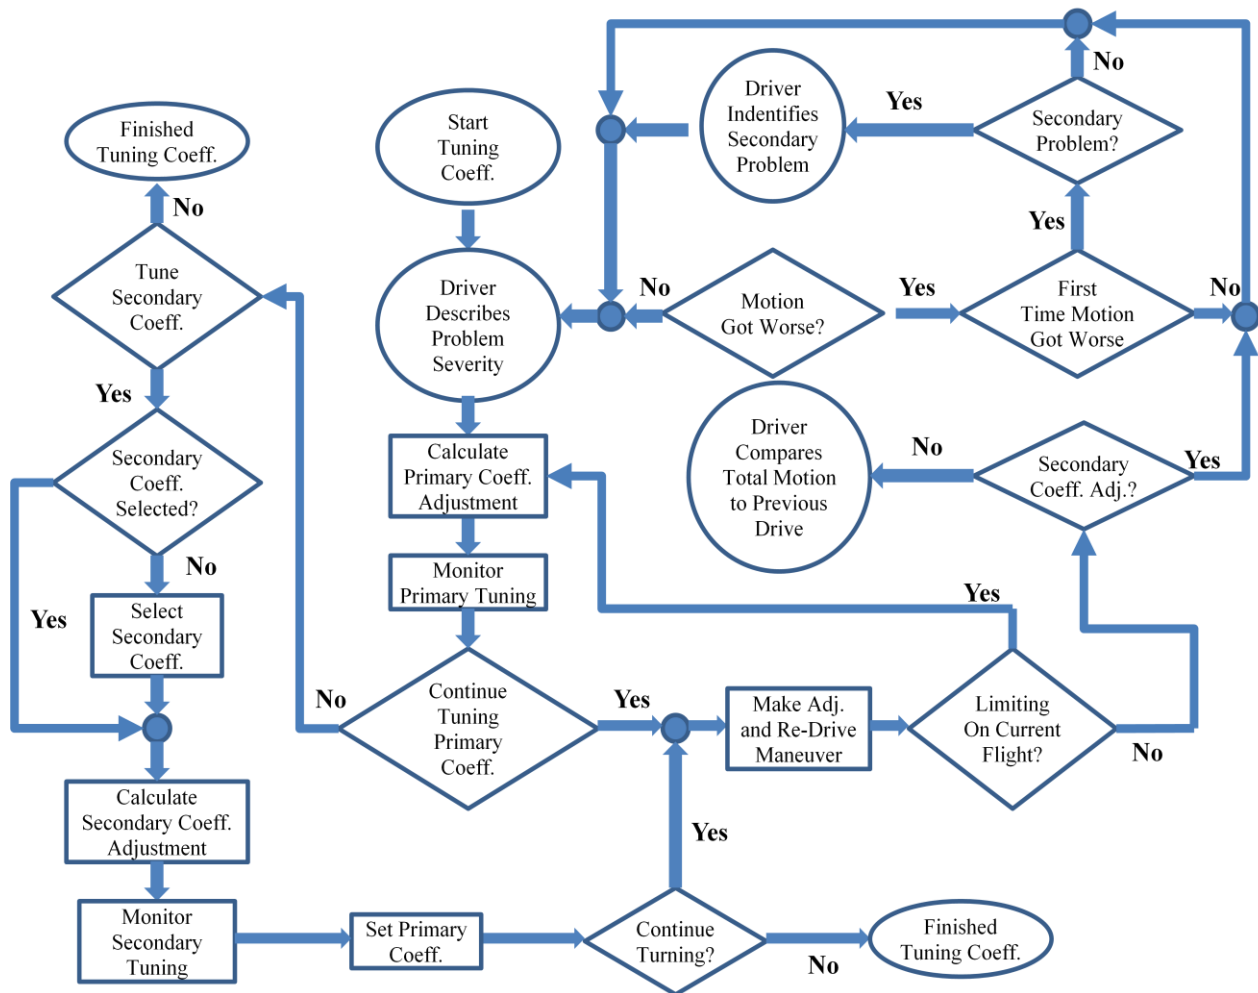 No
Driver
Indentifies
Secondary
Problem
Yes
Secondary
Problem?
Start
Tuning
Coeff.
Finished
Tuning Coeff.
No
Yes
Tune
Secondary
Coeff.
Driver
Describes
Problem
Severity
No
Motion
Got Worse?
Yes
First
Time Motion
Got Worse
No
Yes
Secondary
Coeff.
Selected?
Calculate
Primary Coeff.
Adjustment
Driver
Compares
Total Motion
to Previous
Drive
No
Secondary
Coeff. Adj.?
Yes
No
Monitor
Primary Tuning
Yes
Yes
Select
Secondary
Coeff.
No
Continue
Tuning
Primary
Coeff.
Yes
Make Adj.
and Re-Drive
Maneuver
Limiting
On Current
Flight?
No
Calculate
Secondary Coeff.
Adjustment
Yes
Monitor
Secondary
Tuning
Set Primary
Coeff.
Continue
Turning?
No
Finished
Tuning Coeff.